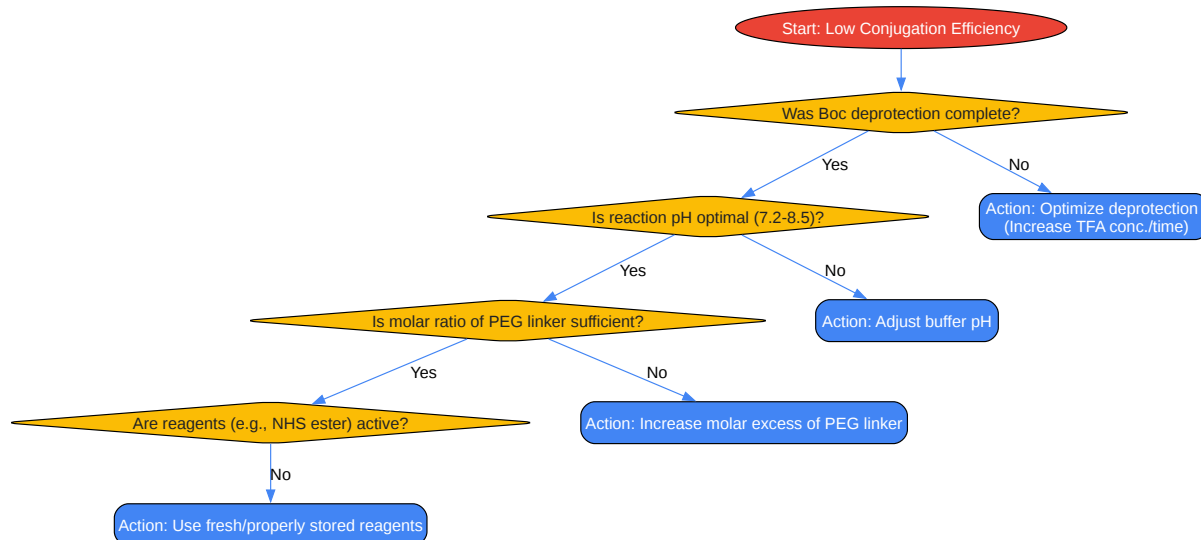 Start: Low Conjugation Efficiency
Was Boc deprotection complete?
Yes
No
Is reaction pH optimal (7.2-8.5)?
Action: Optimize deprotection
(Increase TFA conc./time)
Yes
No
Is molar ratio of PEG linker sufficient?
Action: Adjust buffer pH
Yes
No
Are reagents (e.g., NHS ester) active?
Action: Increase molar excess of PEG linker
No
Action: Use fresh/properly stored reagents